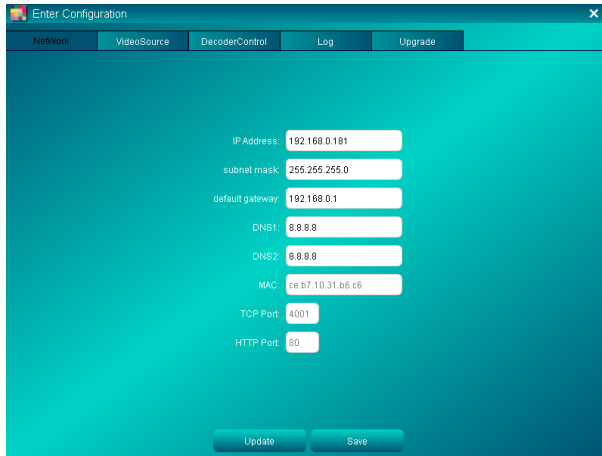 Enter Configuration
NetWork VideoSource DecoderControl Log Upgrade
IP Address: 192.168.0.181
subnet mask: 255.255.255.0
default gateway: 192.168.0.1
DNS1: 8.8.8.8
DNS2: 8.8.8.8
MAC: ce.b7.10.31.b6.c6
TCP Port: 4001
HTTP Port: 80
Update Save